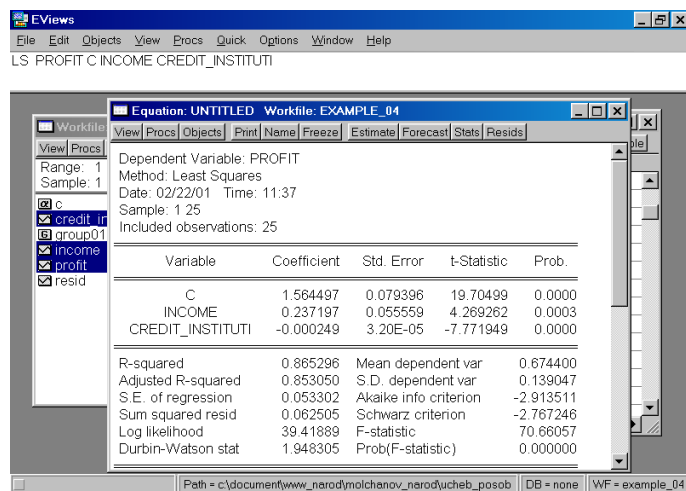 EViews
File Edit Objects View Procs Quick Options Window Help
LS PROFIT C INCOME CREDIT_INSTITUTI
Workfile
View Procs
Range: 1
Sample: 1
c
credit_in
group01
income
profit
resid
Equation: UNTITLED Workfile: EXAMPLE_04
View Procs Objects Print Name Freeze Estimate Forecast Stats Resids
Dependent Variable: PROFIT
Method: Least Squares
Date: 02/22/01 Time: 11:37
Sample: 1 25
Included observations: 25
Variable Coefficient Std. Error t-Statistic Prob.
C 1.564497 0.079396 19.70499 0.0000
INCOME 0.237197 0.055559 4.269262 0.0003
CREDIT_INSTITUTI -0.000249 3.20E-05 -7.771949 0.0000
R-squared 0.865296 Mean dependent var 0.674400
Adjusted R-squared 0.853050 S.D. dependent var 0.139047
S.E. of regression 0.053302 Akaike info criterion -2.913511
Sum squared resid 0.062505 Schwarz criterion -2.767246
Log likelihood 39.41889 F-statistic 70.66057
Durbin-Watson stat 1.948305 Prob(F-statistic) 0.000000
Path = c:\document\www_narod\molchanov_narod\ucheb_posob DB = none WF = example_04